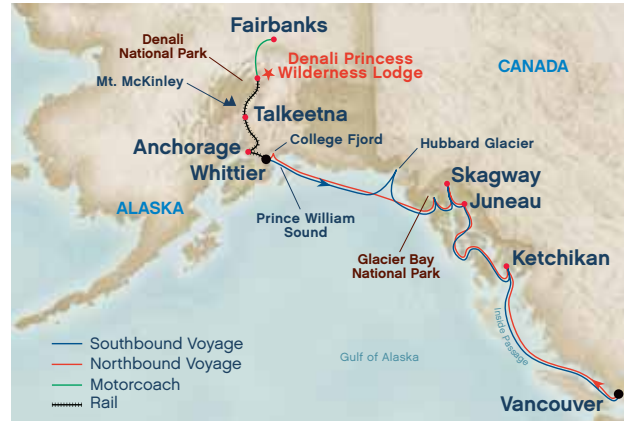 Fairbanks
Denali
National Park
Denali Princess
Wilderness Lodge
CANADA
Mt. McKinley
Talkeetna
College Fjord
Hubbard Glacier
Anchorage
Whittier
Skagway
Juneau
ALASKA
Prince William
Sound
Glacier Bay
National Park
Ketchikan
Inside Passage
Southbound Voyage
Northbound Voyage
Motorcoach
Rail
Gulf of Alaska
Vancouver